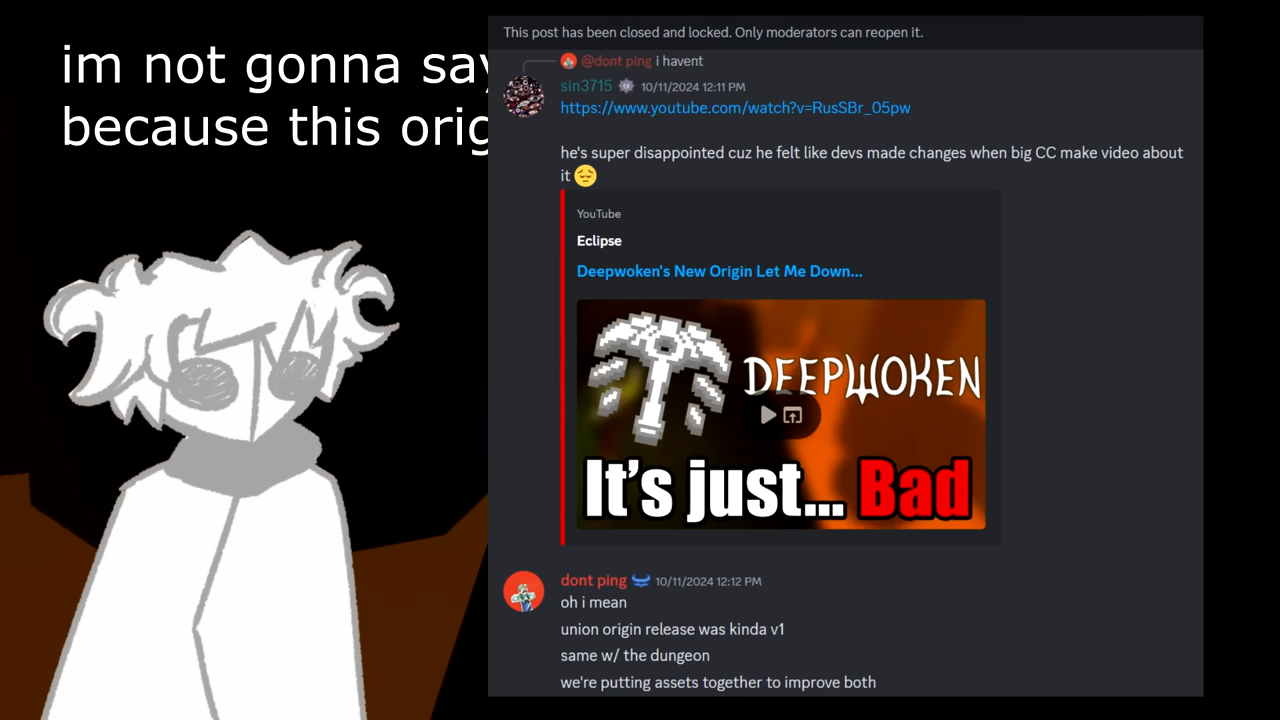 im not gonna say
because this orig
This post has been closed and locked. Only moderators can reopen it.
@dont ping i havent
sin3715 10/11/2024 12:11 PM
https://www.youtube.com/watch?v=RusSBr_05pw
he's super disappointed cuz he felt like devs made changes when big CC make video about
it 😔
YouTube
Eclipse
Deepwoken's New Origin Let Me Down...
DEEPWOKEN
It's just... Bad
dont ping 10/11/2024 12:12 PM
oh i mean
union origin release was kinda v1
same w/ the dungeon
we're putting assets together to improve both